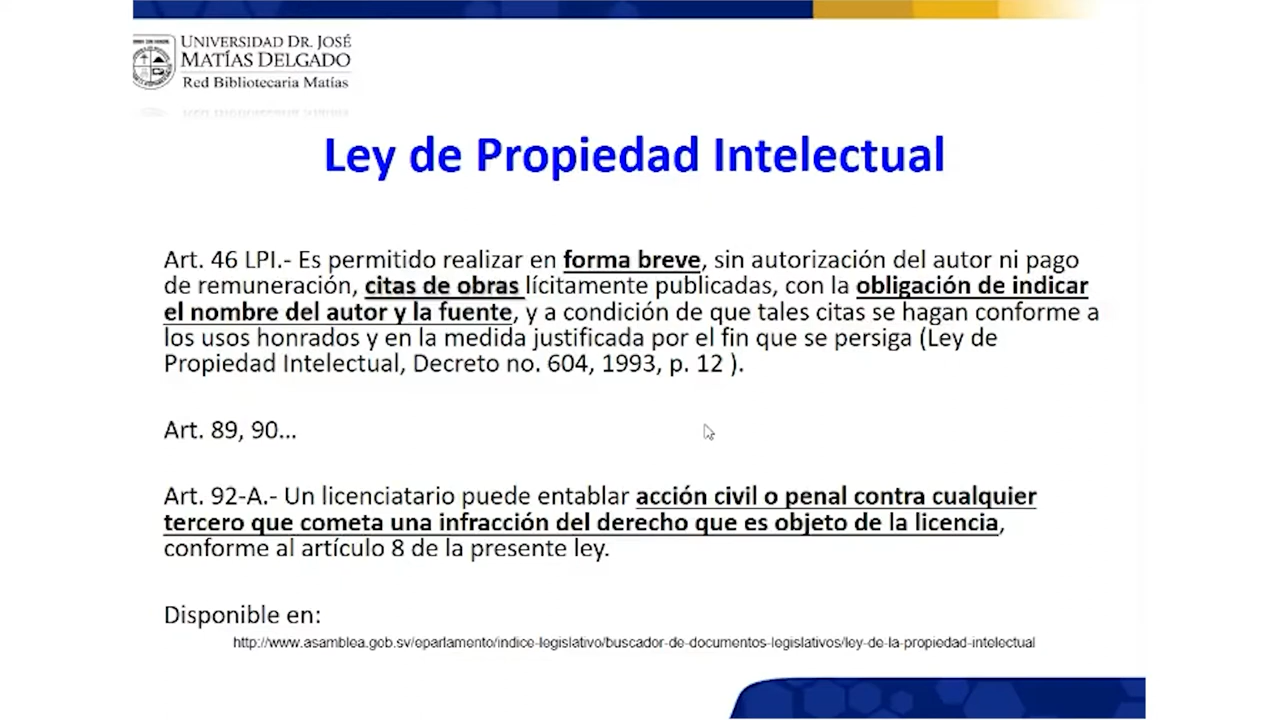 UNIVERSIDAD DR. JOSÉ
MATÍAS DELGADO
Red Bibliotecaria Matías
Ley de Propiedad Intelectual
Art. 46 LPI.- Es permitido realizar en forma breve, sin autorización del autor ni pago
de remuneración, citas de obras lícitamente publicadas, con la obligación de indicar
el nombre del autor y la fuente, y a condición de que tales citas se hagan conforme a
los usos honrados y en la medida justificada por el fin que se persiga (Ley de
Propiedad Intelectual, Decreto no. 604, 1993, p. 12 ).
Art. 89, 90...
Art. 92-A.- Un licenciatario puede entablar acción civil o penal contra cualquier
tercero que cometa una infracción del derecho que es objeto de la licencia,
conforme al artículo 8 de la presente ley.
Disponible en:
http://www.asamblea.gob.sv/eparlamento/indice-legislativo/buscador-de-documentos-legislativos/ley-de-la-propiedad-intelectual